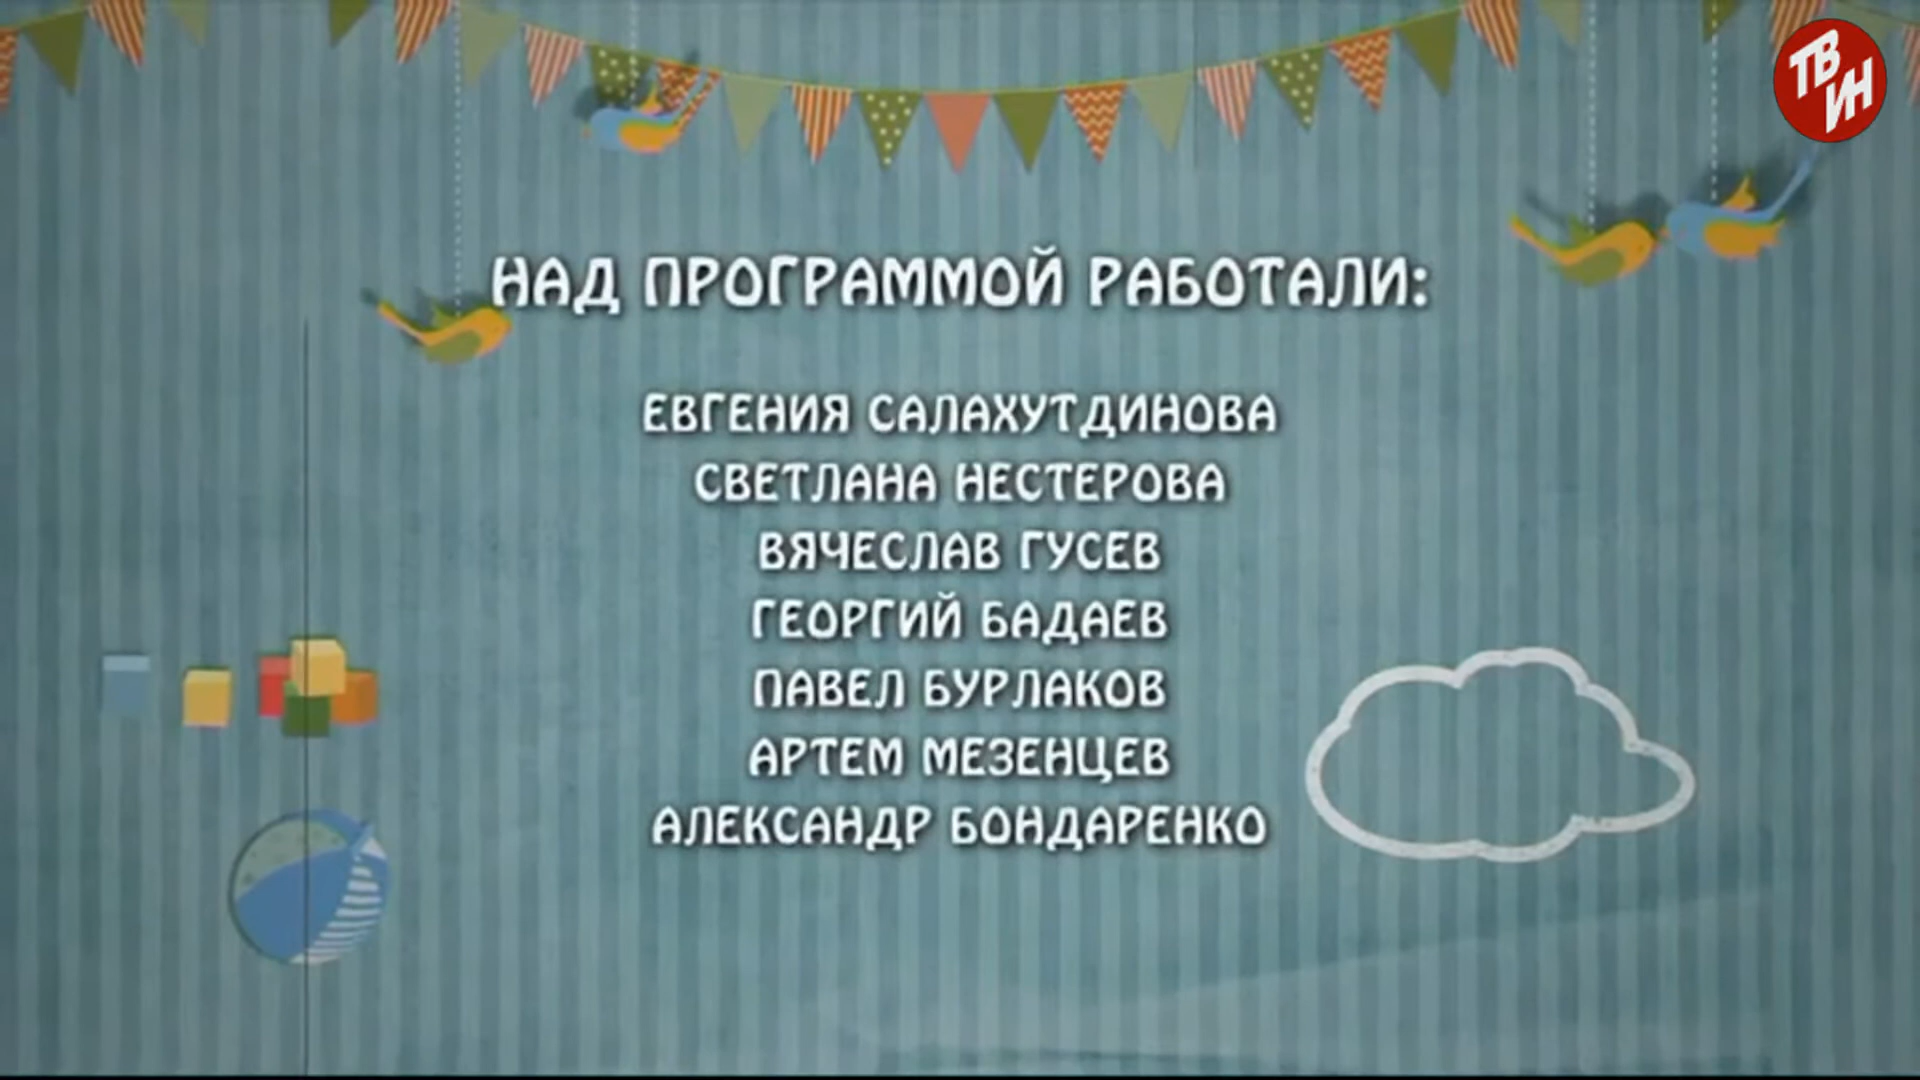 ТВ
ИН
НАД ПРОГРАММОЙ РАБОТАЛИ:
ЕВГЕНИЯ САЛАХУТДИНОВА
СВЕТЛАНА НЕСТЕРОВА
ВЯЧЕСЛАВ ГУСЕВ
ГЕОРГИЙ БАДАЕВ
ПАВЕЛ БУРЛАКОВ
АРТЕМ МЕЗЕНЦЕВ
АЛЕКСАНДР БОНДАРЕНКО